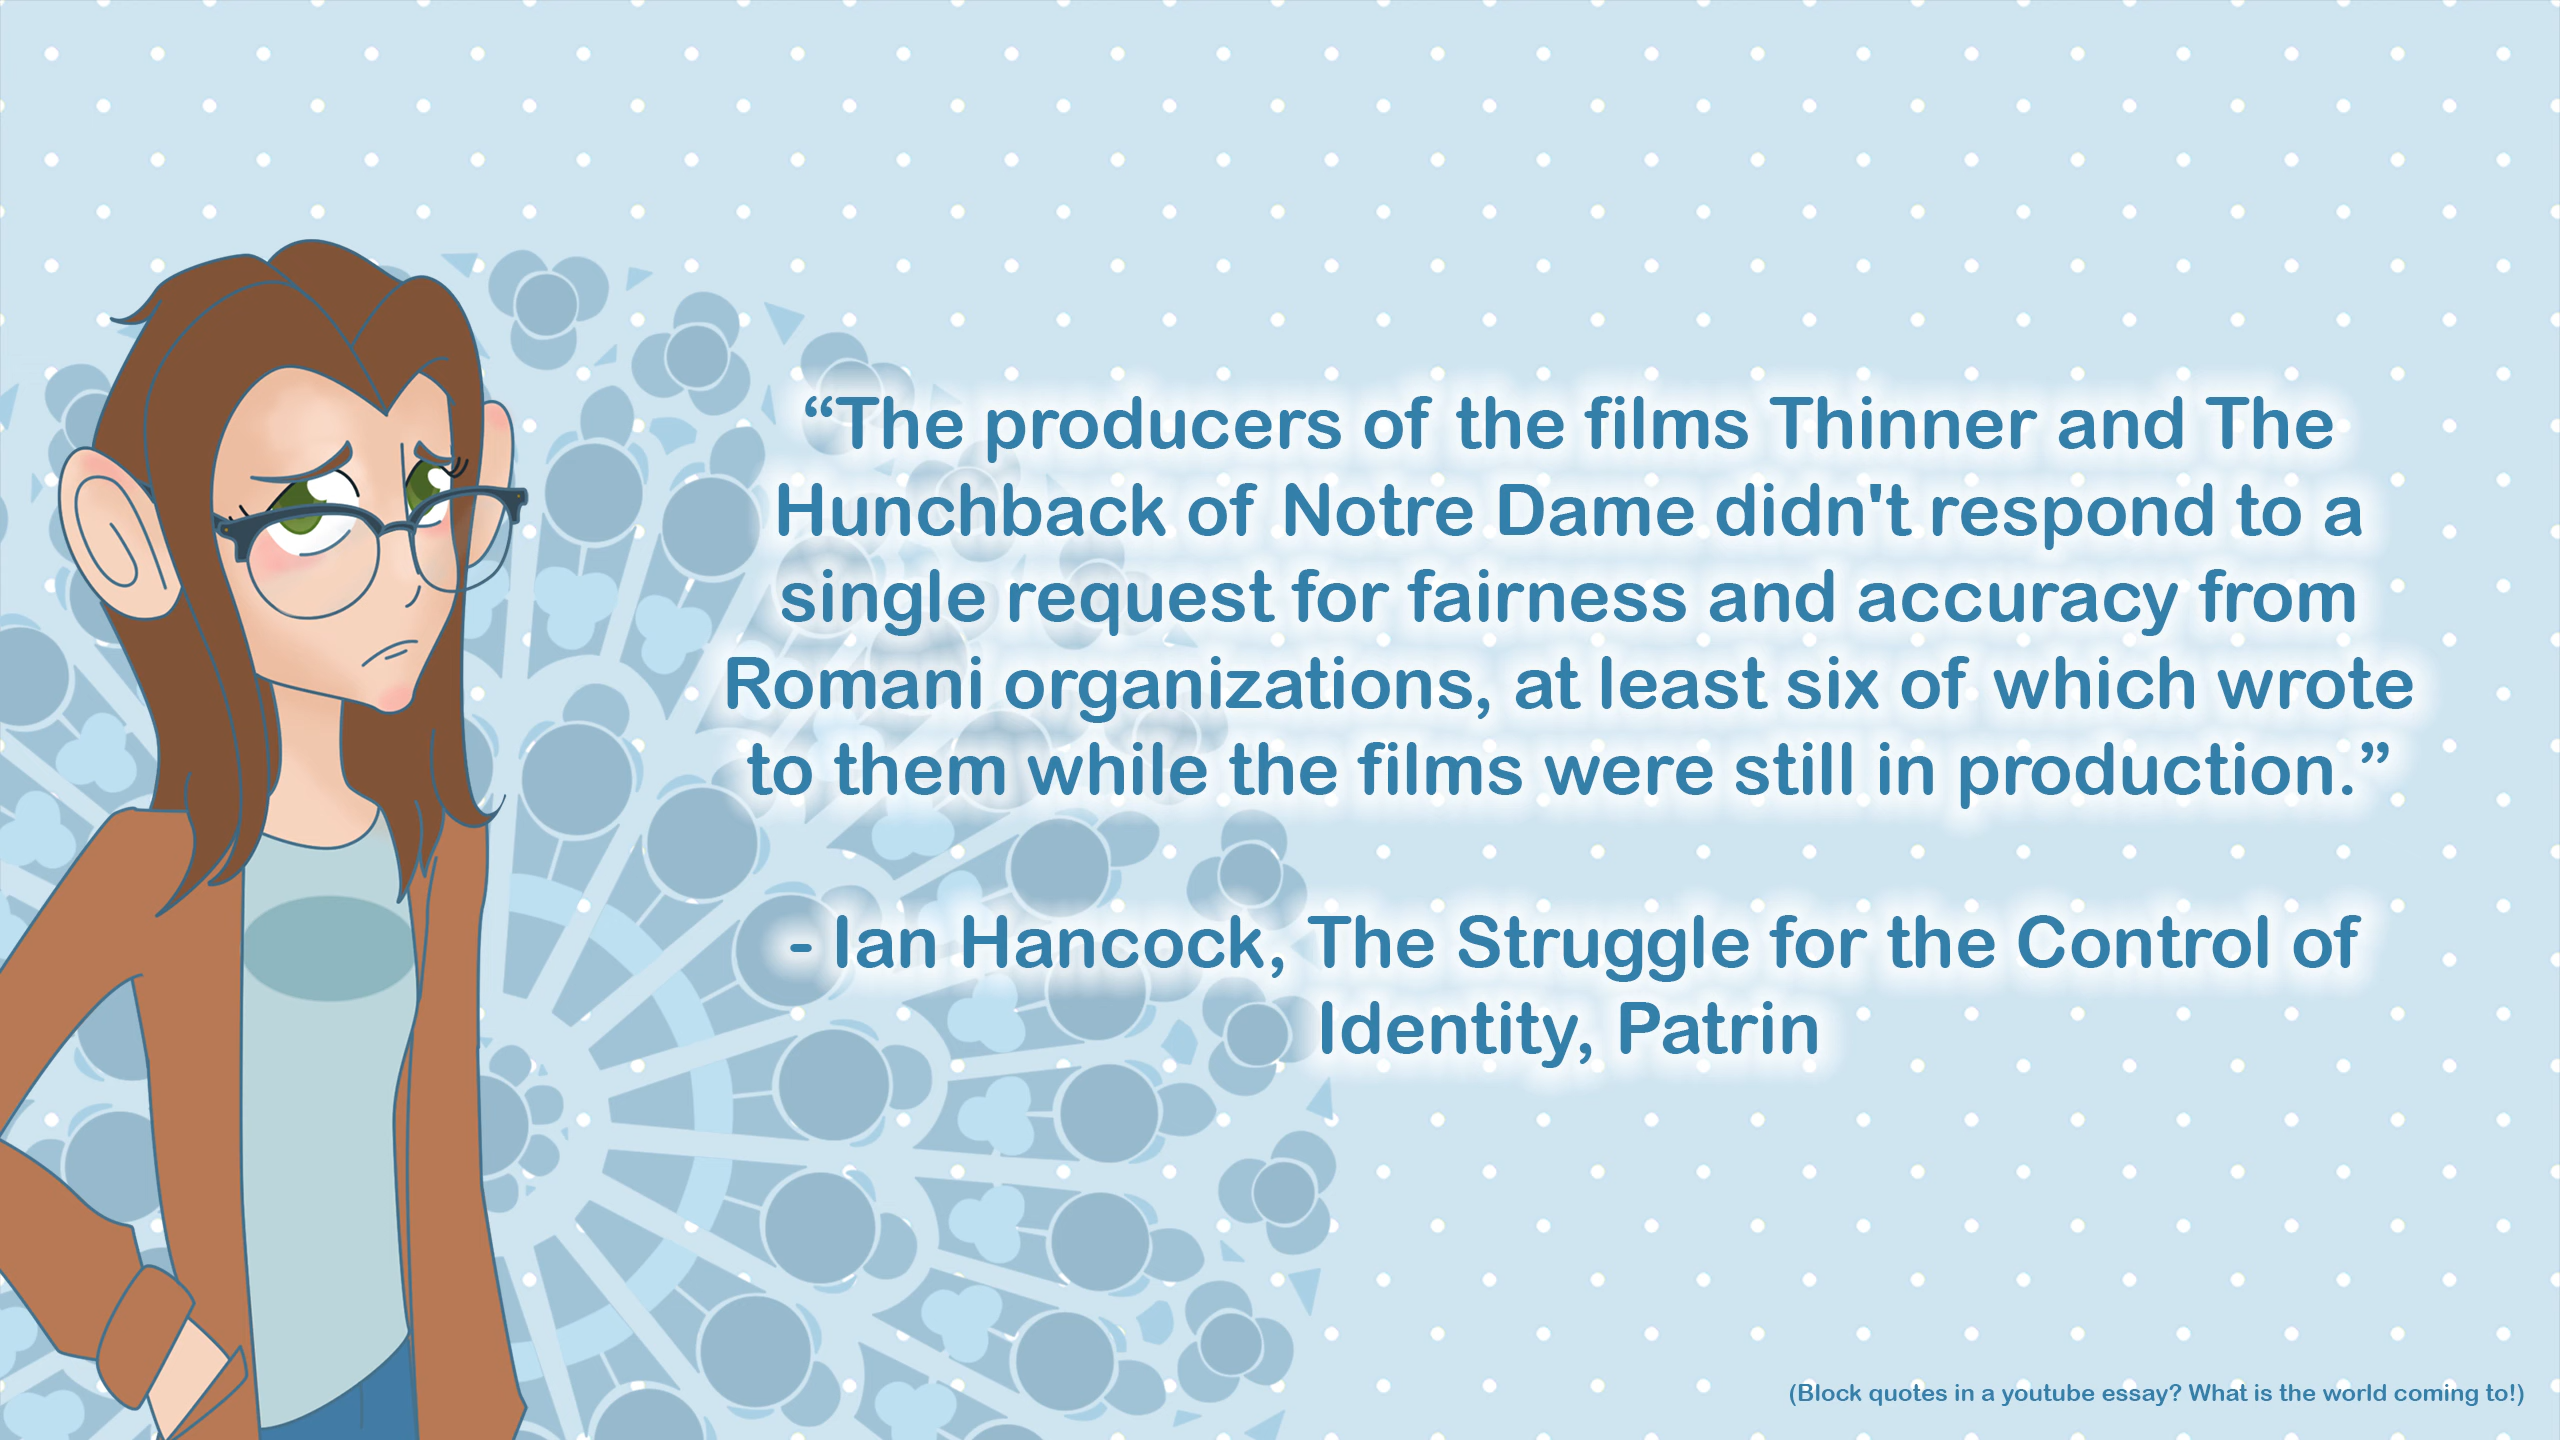 “The producers of the films Thinner and The
Hunchback of Notre Dame didn't respond to a
single request for fairness and accuracy from
Romani organizations, at least six of which wrote
to them while the films were still in production.”
- Ian Hancock, The Struggle for the Control of
Identity, Patrin
(Block quotes in a youtube essay? What is the world coming to!)